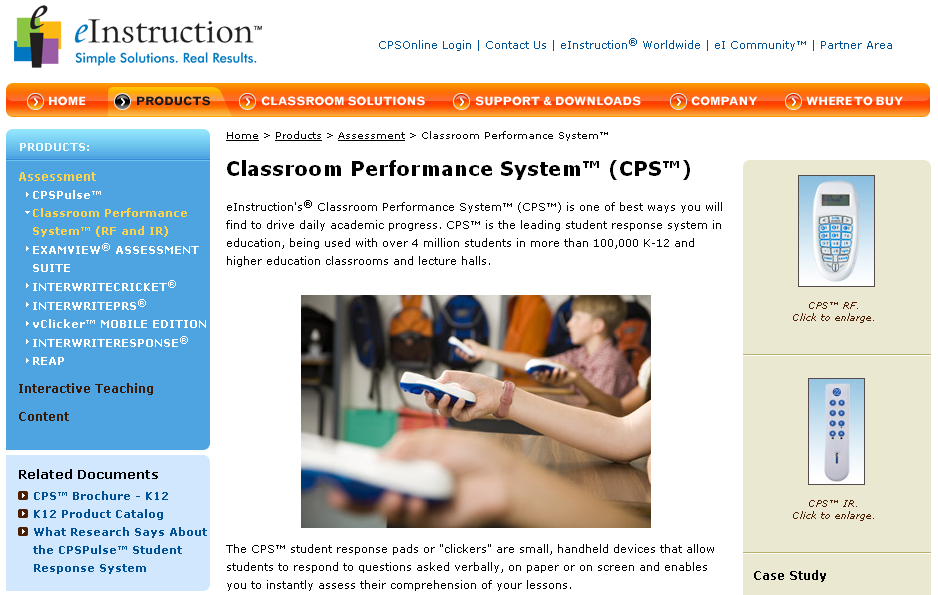 eInstruction™
Simple Solutions. Real Results.
CPSOnline Login | Contact Us | eInstruction® Worldwide | eI Community™ | Partner Area
HOME
PRODUCTS
CLASSROOM SOLUTIONS
SUPPORT & DOWNLOADS
COMPANY
WHERE TO BUY
PRODUCTS:
Assessment
CPSPulse™
Classroom Performance
System™ (RF and IR)
EXAMVIEW® ASSESSMENT
SUITE
INTERWRITECRICKET®
INTERWRITEPRS®
vClicker™ MOBILE EDITION
INTERWRITERESPONSE®
REAP
Interactive Teaching
Content
Related Documents
CPS™ Brochure - K12
K12 Product Catalog
What Research Says About
the CPSPulse™ Student
Response System
Home > Products > Assessment > Classroom Performance System™
Classroom Performance System™ (CPS™)
eInstruction's® Classroom Performance System™ (CPS™) is one of best ways you will
find to drive daily academic progress. CPS™ is the leading student response system in
education, being used with over 4 million students in more than 100,000 K-12 and
higher education classrooms and lecture halls.
The CPS™ student response pads or "clickers" are small, handheld devices that allow
students to respond to questions asked verbally, on paper or on screen and enables
you to instantly assess their comprehension of your lessons.
CPS™ RF.
Click to enlarge.
CPS™ IR.
Click to enlarge.
Case Study